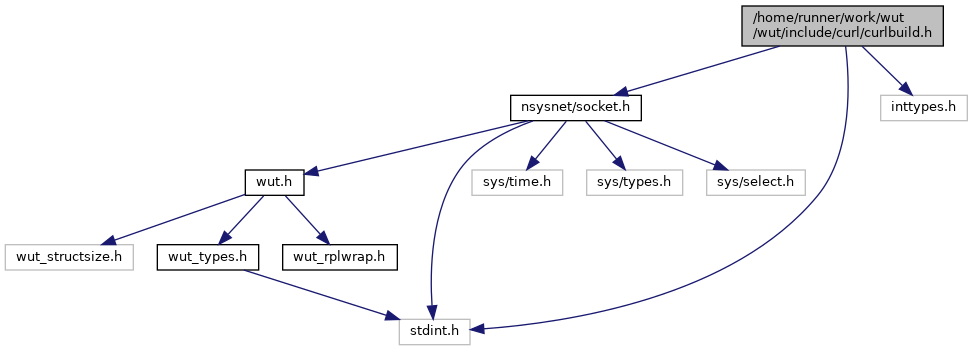 /home/runner/work/wut
/wut/include/curl/curlbuild.h
nsysnet/socket.h
inttypes.h
wut.h
sys/time.h
sys/types.h
sys/select.h
wut_structsize.h
wut_types.h
wut_rplwrap.h
stdint.h